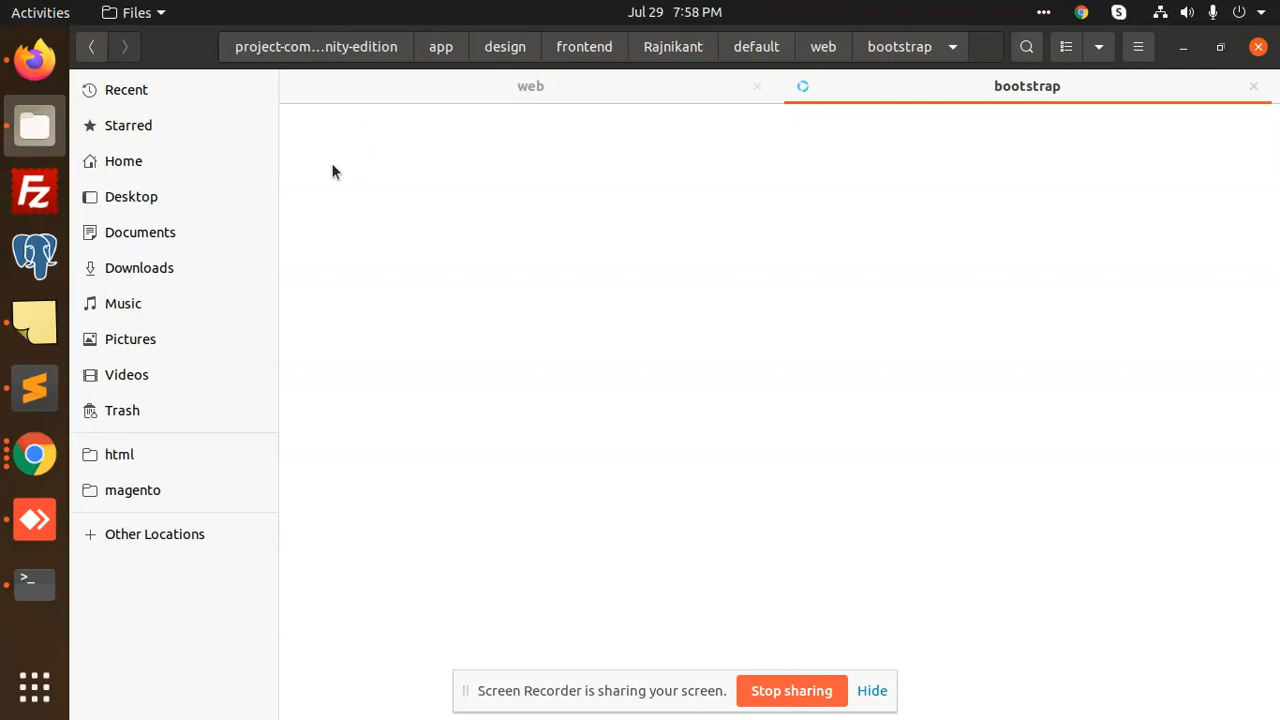 Activities
Files
Jul 29 7:58 PM
project-com...nity-edition
app
design
frontend
Rajnikant
default
web
bootstrap
web
bootstrap
Recent
Starred
Home
Desktop
Documents
Downloads
Music
Pictures
Videos
Trash
html
magento
Other Locations
Screen Recorder is sharing your screen.
Stop sharing
Hide